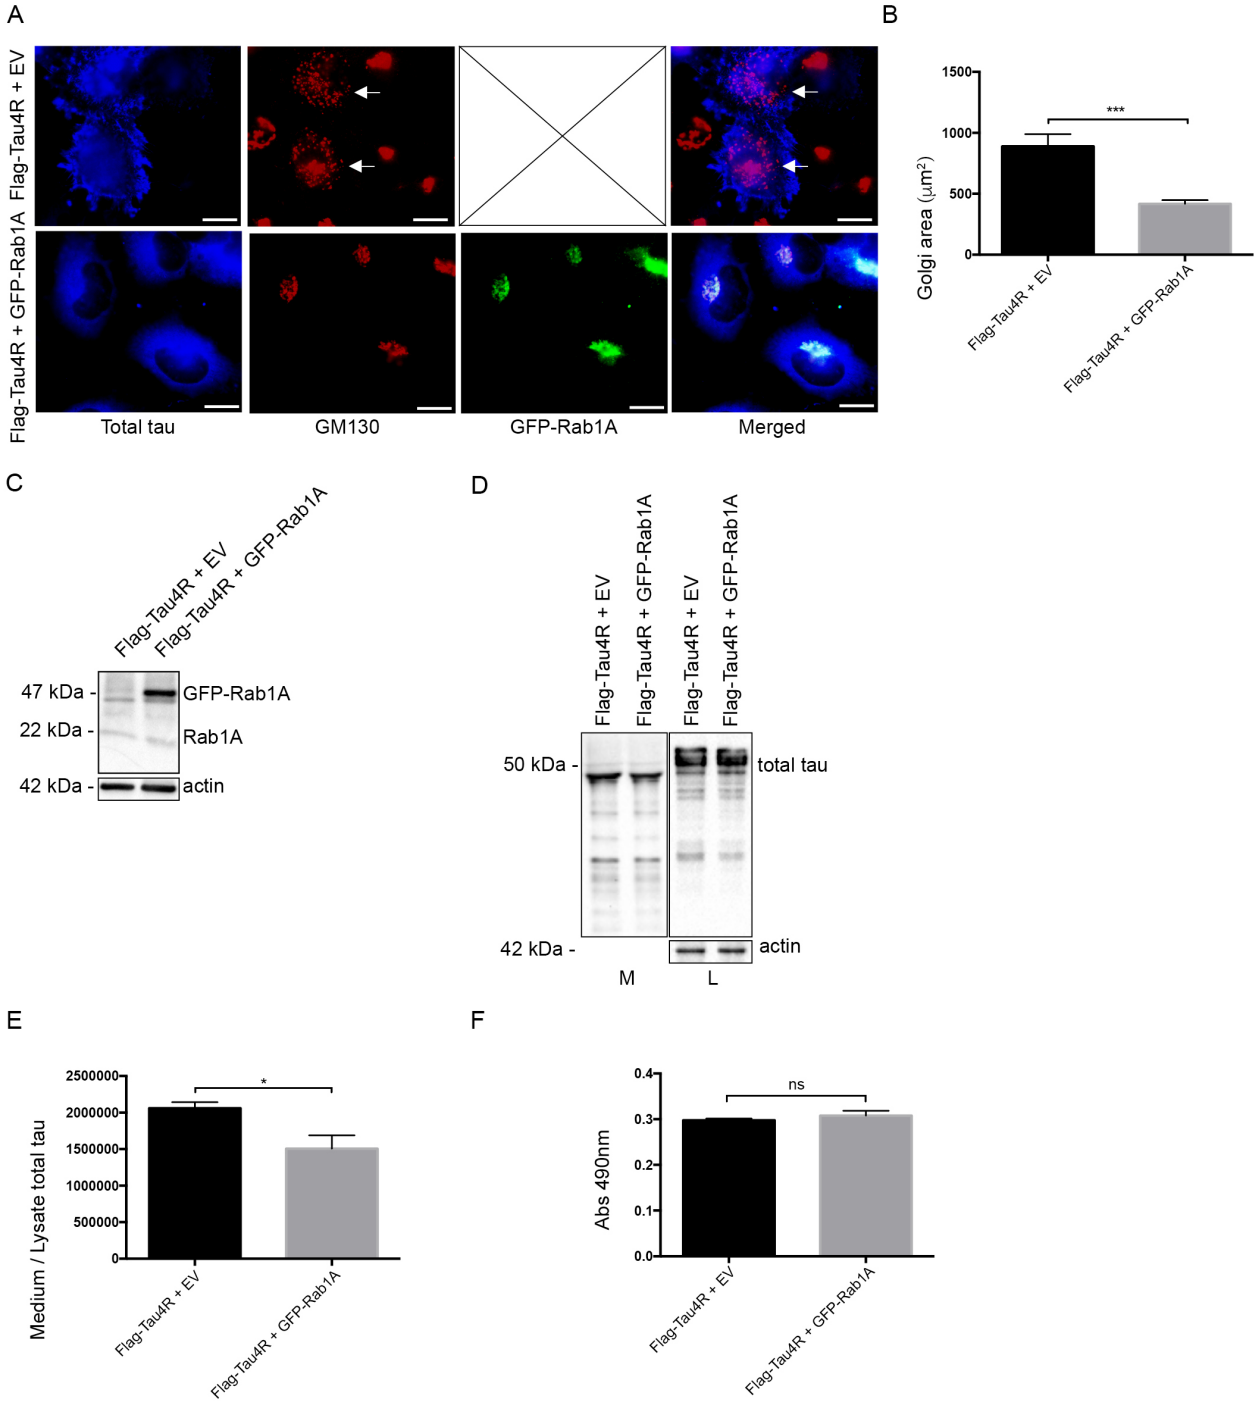 A
Flag-Tau4R + EV
Flag-Tau4R + GFP-Rab1A
Total tau
GM130
GFP-Rab1A
Merged
B
Golgi area (μm²)
1500
1000
500
0
***
Flag-Tau4R + EV
Flag-Tau4R + GFP-Rab1A
C
Flag-Tau4R + EV
Flag-Tau4R + GFP-Rab1A
47 kDa -
GFP-Rab1A
22 kDa -
Rab1A
42 kDa -
actin
D
Flag-Tau4R + EV
Flag-Tau4R + GFP-Rab1A
Flag-Tau4R + EV
Flag-Tau4R + GFP-Rab1A
50 kDa -
total tau
42 kDa -
actin
M
L
E
Medium / Lysate total tau
2500000
2000000
1500000
1000000
500000
0
*
Flag-Tau4R + EV
Flag-Tau4R + GFP-Rab1A
F
Abs 490nm
0.4
0.3
0.2
0.1
0.0
ns
Flag-Tau4R + EV
Flag-Tau4R + GFP-Rab1A